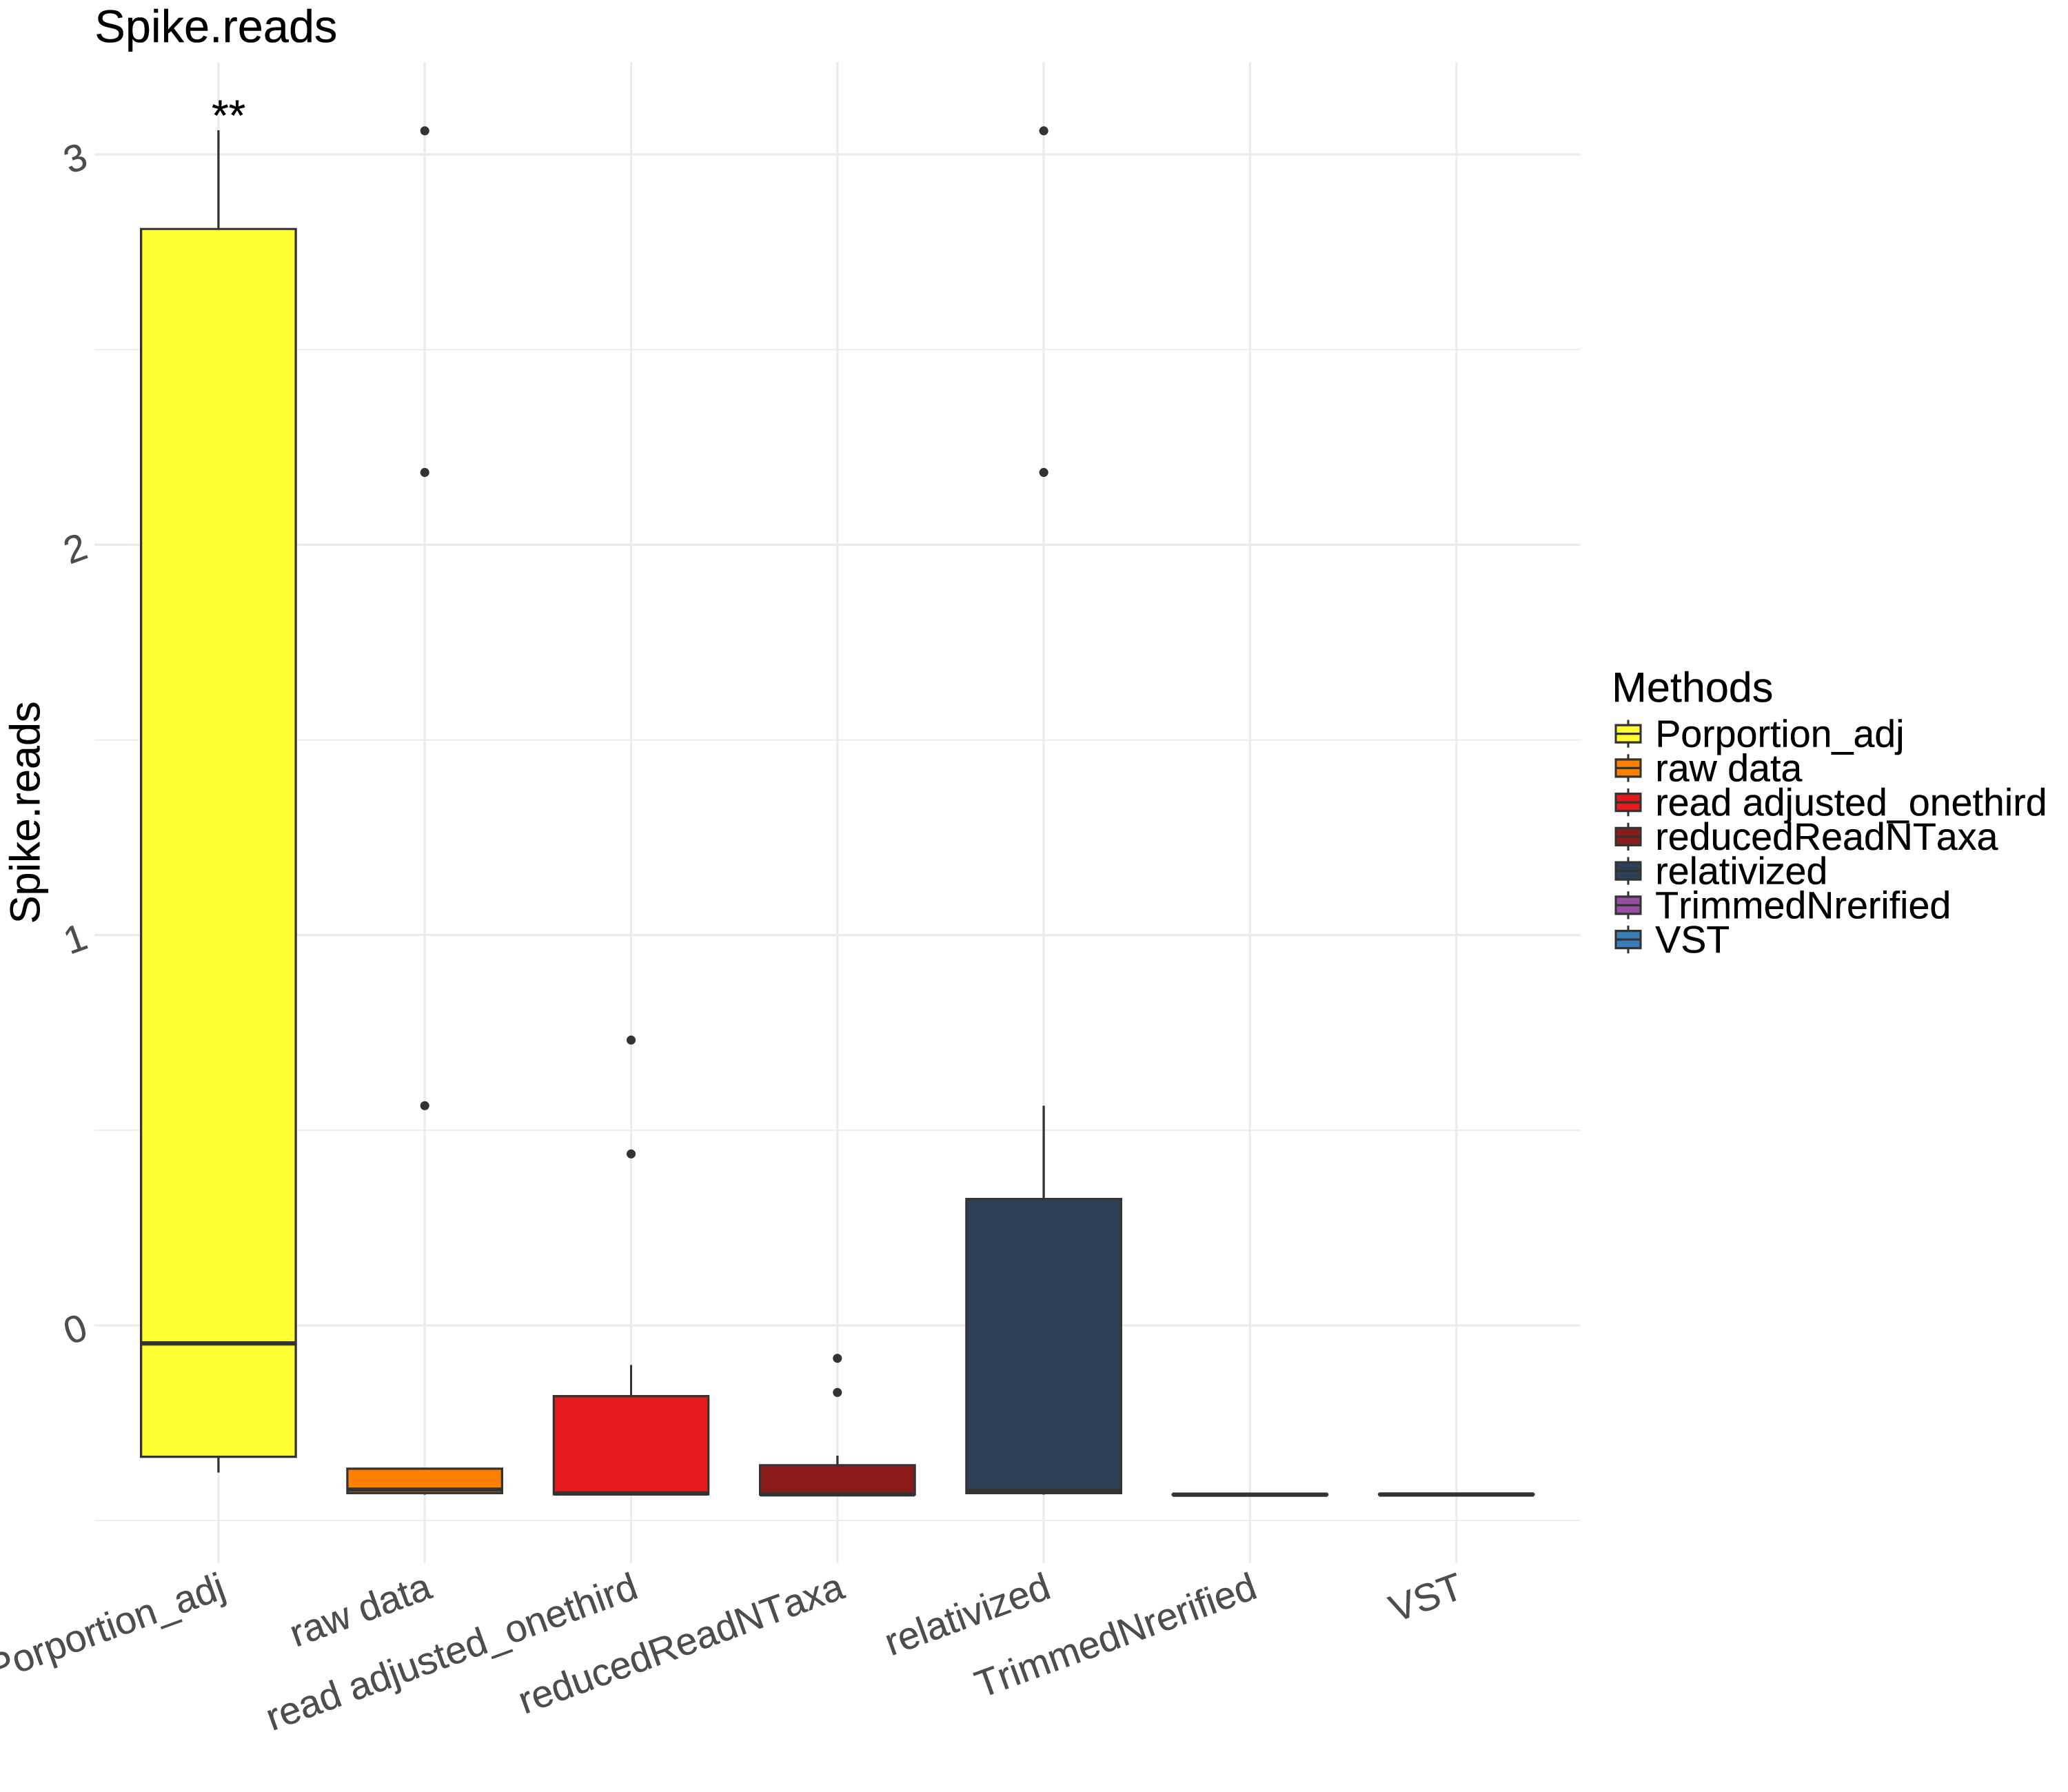 Spike.reads
**
3
2
1
0
Spike.reads
Porportion_adj
raw data
read adjusted_onethird
reducedReadNTaxa
relativized
TrimmedNrerified
VST
Methods
Porportion_adj
raw data
read adjusted_onethird
reducedReadNTaxa
relativized
TrimmedNrerified
VST